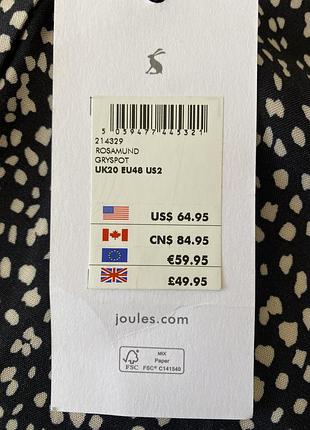 5 059477 445321
214329
ROSAMUND
GRYSPOT
UK20 EU48 US2
US$ 64.95
CN$ 84.95
€59.95
£49.95
joules.com
FSC
MIX
Paper
FSC® C141540